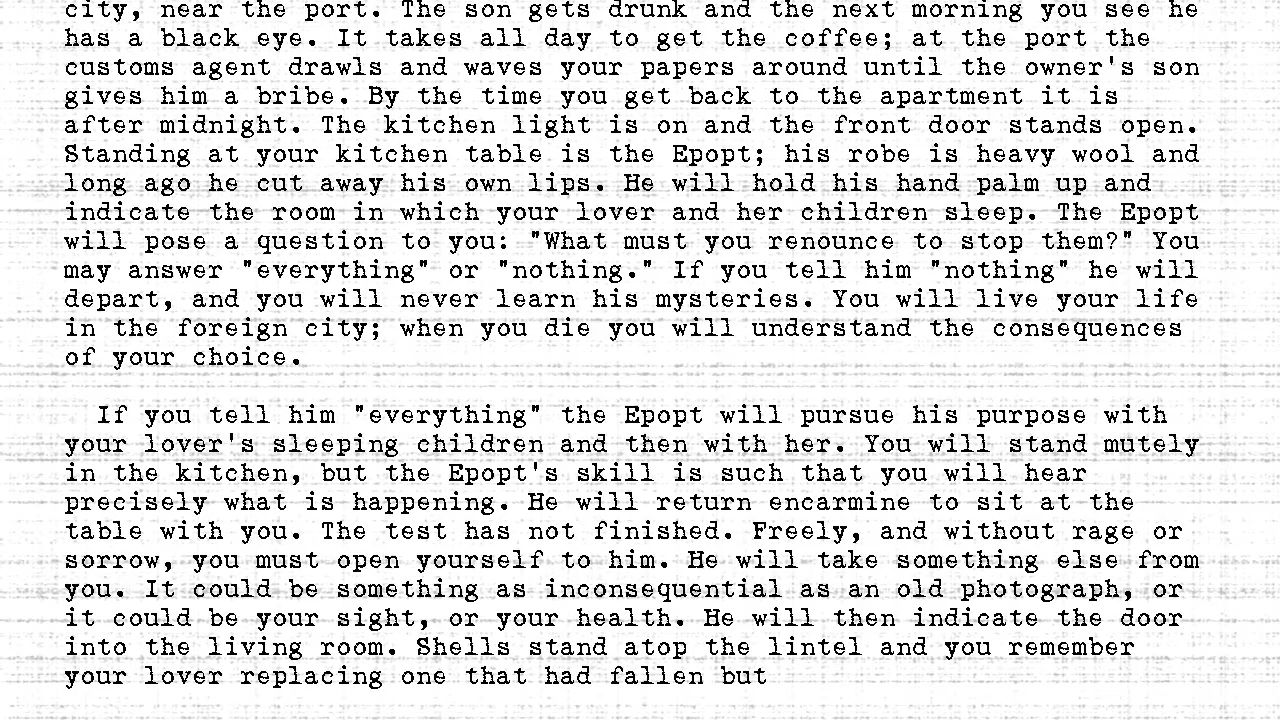 city, near the port. The son gets drunk and the next morning you see he
has a black eye. It takes all day to get the coffee; at the port the
customs agent drawls and waves your papers around until the owner's son
gives him a bribe. By the time you get back to the apartment it is
after midnight. The kitchen light is on and the front door stands open.
Standing at your kitchen table is the Epopt; his robe is heavy wool and
long ago he cut away his own lips. He will hold his hand palm up and
indicate the room in which your lover and her children sleep. The Epopt
will pose a question to you: "What must you renounce to stop them?" You
may answer "everything" or "nothing." If you tell him "nothing" he will
depart, and you will never learn his mysteries. You will live your life
in the foreign city; when you die you will understand the consequences
of your choice.
If you tell him "everything" the Epopt will pursue his purpose with
your lover's sleeping children and then with her. You will stand mutely
in the kitchen, but the Epopt's skill is such that you will hear
precisely what is happening. He will return encarmine to sit at the
table with you. The test has not finished. Freely, and without rage or
sorrow, you must open yourself to him. He will take something else from
you. It could be something as inconsequential as an old photograph, or
it could be your sight, or your health. He will then indicate the door
into the living room. Shells stand atop the lintel and you remember
your lover replacing one that had fallen but